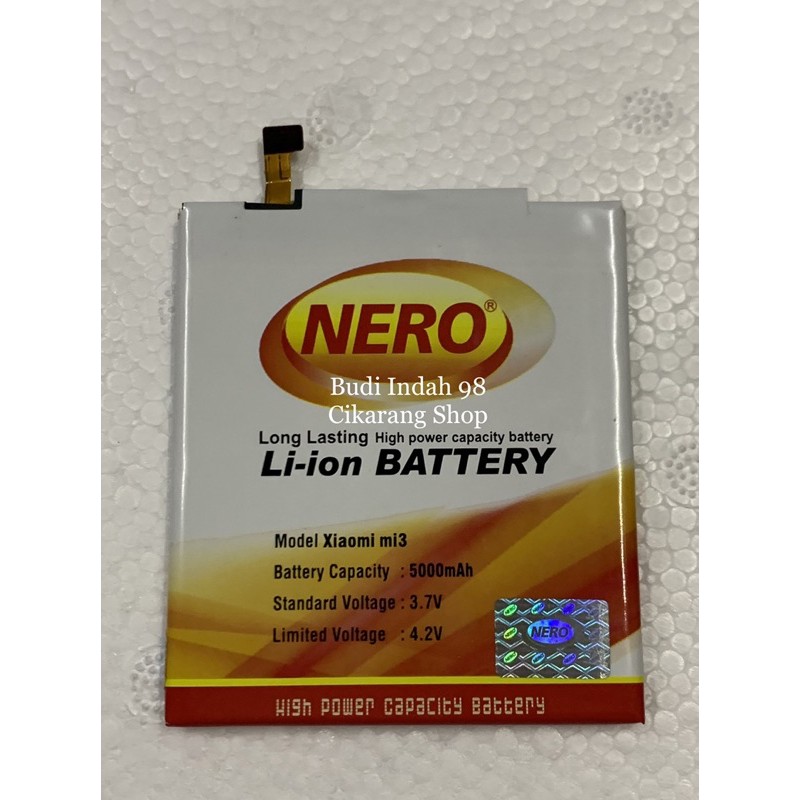 NERO®
Budi Indah 98
Cikarang Shop
Long Lasting High power capacity battery
Li-ion BATTERY
Model Xiaomi mi3
Battery Capacity : 5000mAh
Standard Voltage : 3.7V
Limited Voltage : 4.2V
NERO
High Power Capacity Battery